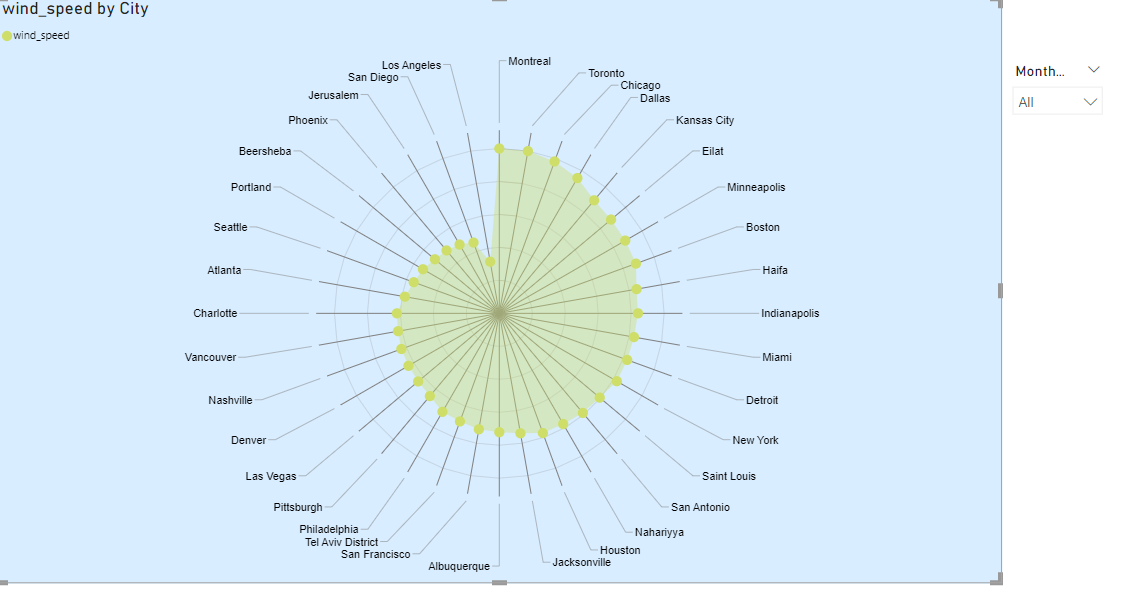 wind_speed by City
wind_speed
Montreal
Toronto
Chicago
Dallas
Kansas City
Eilat
Minneapolis
Boston
Haifa
Indianapolis
Miami
Detroit
New York
Saint Louis
San Antonio
Nahariyya
Houston
Jacksonville
Albuquerque
San Francisco
Tel Aviv District
Philadelphia
Pittsburgh
Las Vegas
Denver
Nashville
Vancouver
Charlotte
Atlanta
Seattle
Portland
Beersheba
Phoenix
Jerusalem
San Diego
Los Angeles
Month...
All